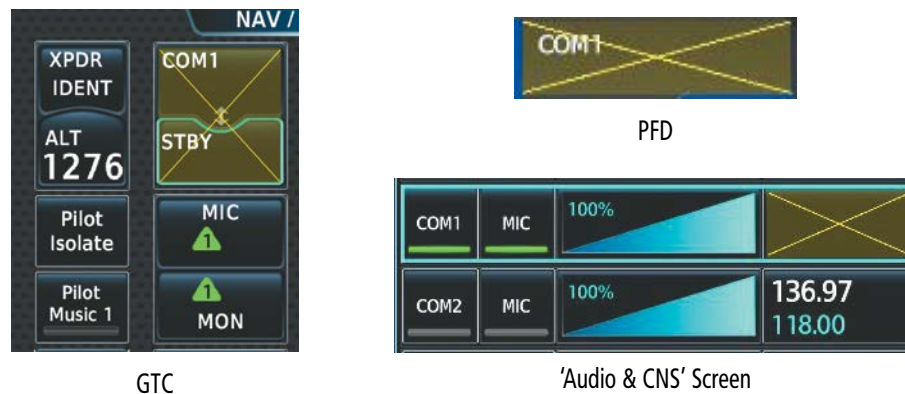 NAV /
XPDR
IDENT
COM1
ALT
1276
STBY
Pilot
Isolate
MIC
1
Pilot
Music 1
1
MON
GTC
COM1
PFD
COM1
MIC
100%
COM2
MIC
100%
136.97
118.00
'Audio & CNS' Screen